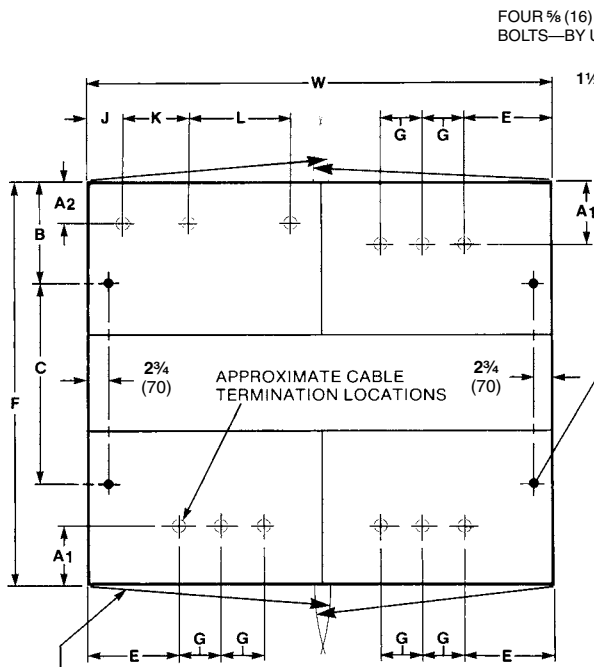 FOUR ⅝ (16)
BOLTS—BY U
W
1½
J K L G G E
A2
A1
B
C
F
2¾
(70)
APPROXIMATE CABLE
TERMINATION LOCATIONS
2¾
(70)
A1
E G G G G E